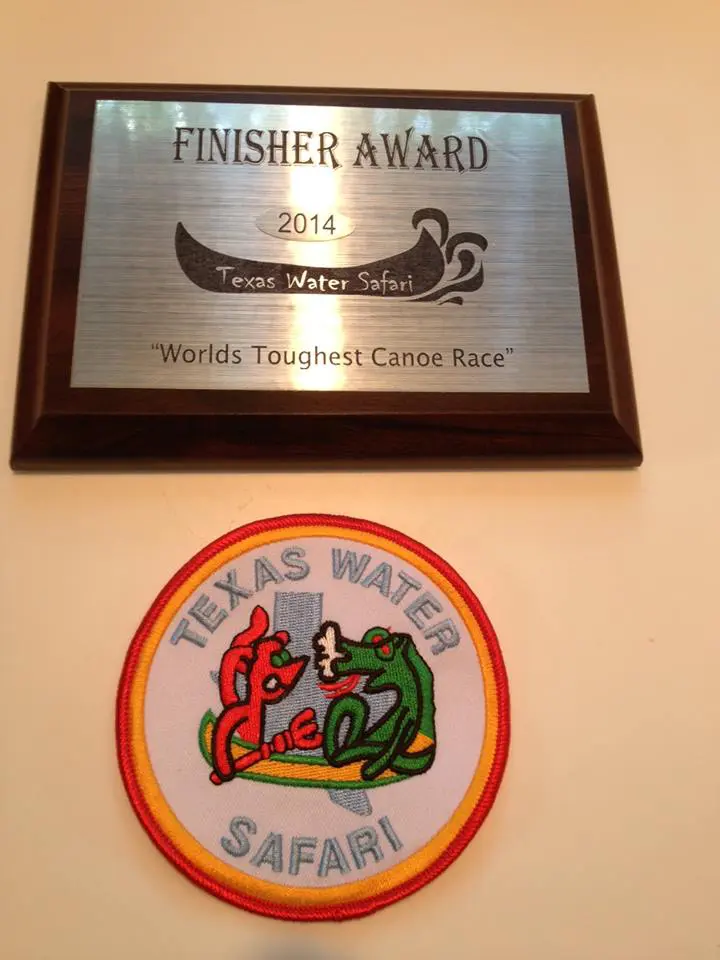 FINISHER AWARD
2014
Texas Water Safari
“Worlds Toughest Canoe Race”
TEXAS WATER
SAFARI